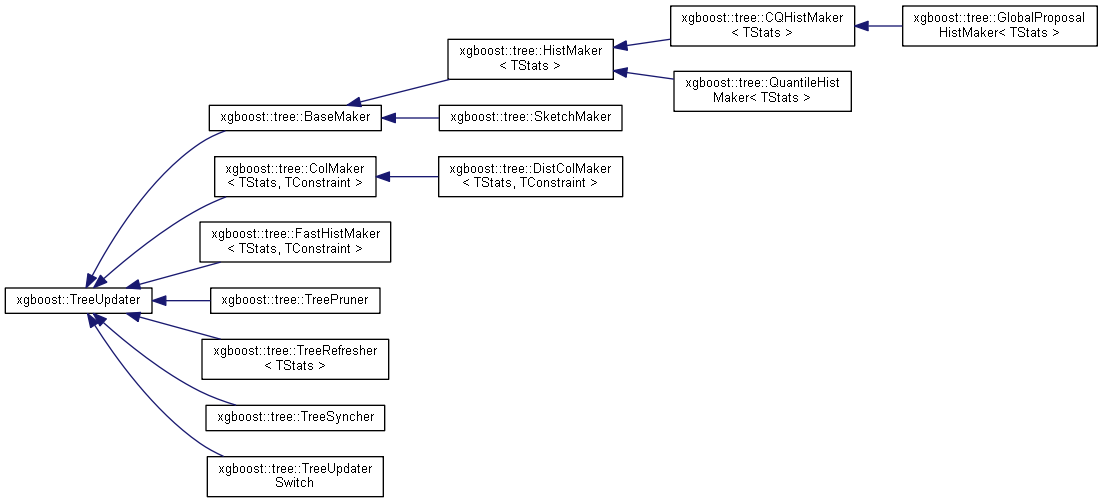 xgboost::tree::CQHistMaker
< TStats >
xgboost::tree::GlobalProposal
HistMaker< TStats >
xgboost::tree::HistMaker
< TStats >
xgboost::tree::QuantileHist
Maker< TStats >
xgboost::tree::BaseMaker
xgboost::tree::SketchMaker
xgboost::tree::ColMaker
< TStats, TConstraint >
xgboost::tree::DistColMaker
< TStats, TConstraint >
xgboost::tree::FastHistMaker
< TStats, TConstraint >
xgboost::TreeUpdater
xgboost::tree::TreePruner
xgboost::tree::TreeRefresher
< TStats >
xgboost::tree::TreeSyncher
xgboost::tree::TreeUpdater
Switch